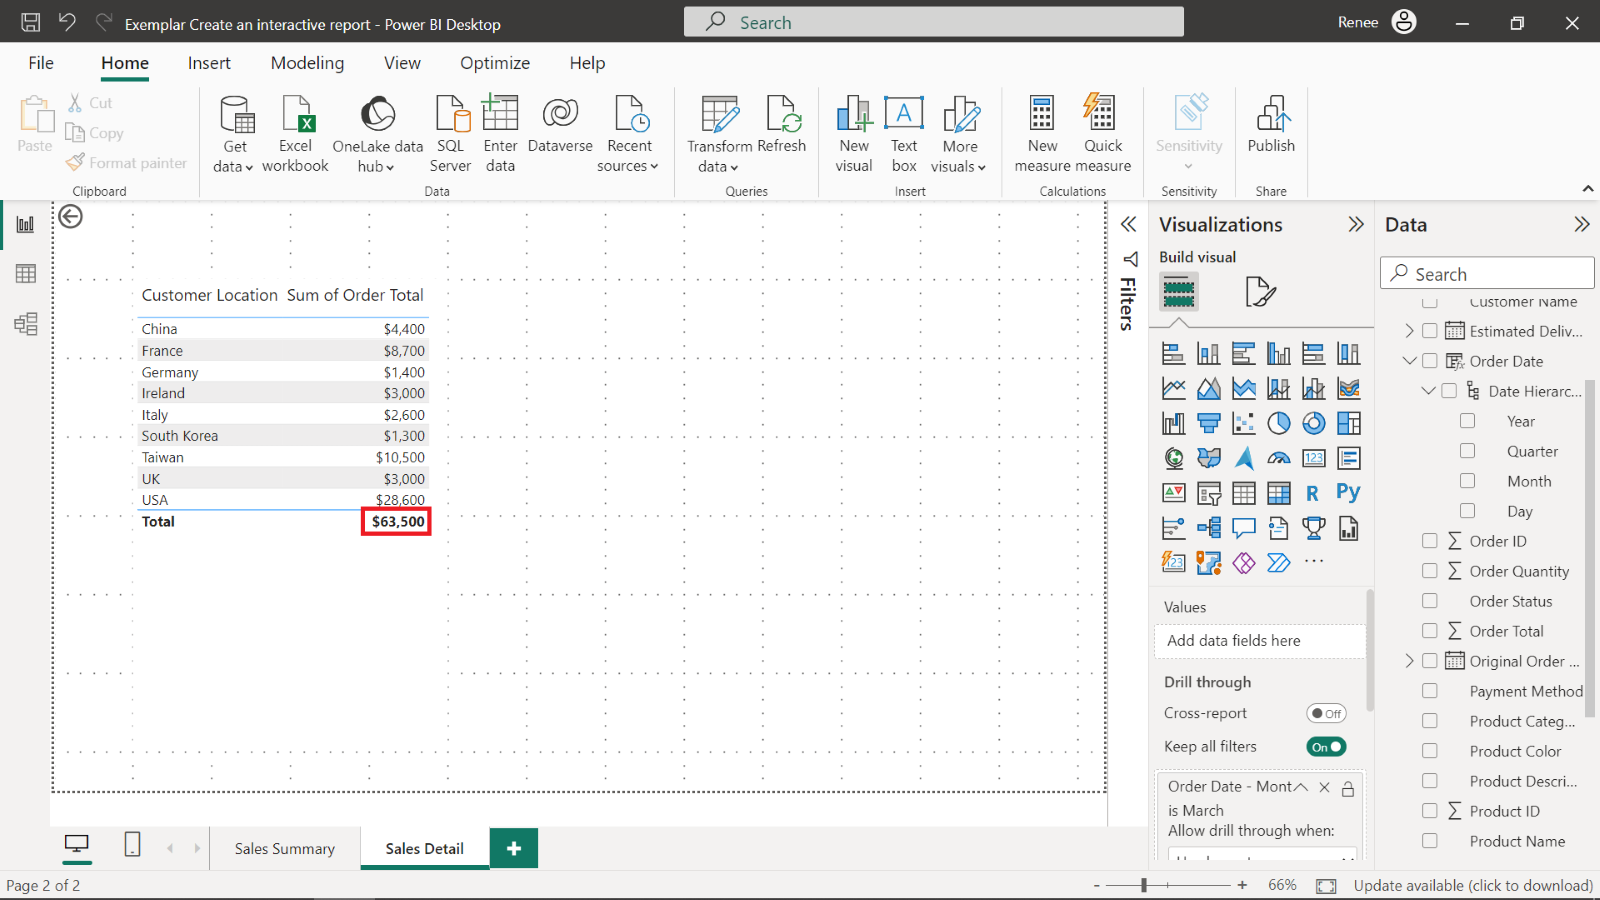 Exemplar Create an interactive report - Power BI Desktop
Search
Renee
File Home Insert Modeling View Optimize Help
Paste
Cut
Copy
Format painter
Clipboard
Get data
Excel workbook
OneLake data hub
SQL Server
Enter data
Dataverse
Recent sources
Data
Transform data
Refresh
Queries
New visual
A
Text box
More visuals
Insert
New measure
Quick measure
Calculations
Sensitivity
Sensitivity
Publish
Share
Customer Location Sum of Order Total
China $4,400
France $8,700
Germany $1,400
Ireland $3,000
Italy $2,600
South Korea $1,300
Taiwan $10,500
UK $3,000
USA $28,600
Total $63,500
Filters
Visualizations
Build visual
123
R
Py
123
Values
Add data fields here
Drill through
Cross-report Off
Keep all filters On
Order Date - Mont
is March
Allow drill through when:
Data
Search
Customer Name
Estimated Deliv...
Order Date
Date Hierarc...
Year
Quarter
Month
Day
Σ Order ID
Σ Order Quantity
Order Status
Σ Order Total
Original Order ...
Payment Method
Product Categ...
Product Color
Product Descri...
Σ Product ID
Product Name
Sales Summary
Sales Detail
+
Page 2 of 2
- + 66%
Update available (click to download)